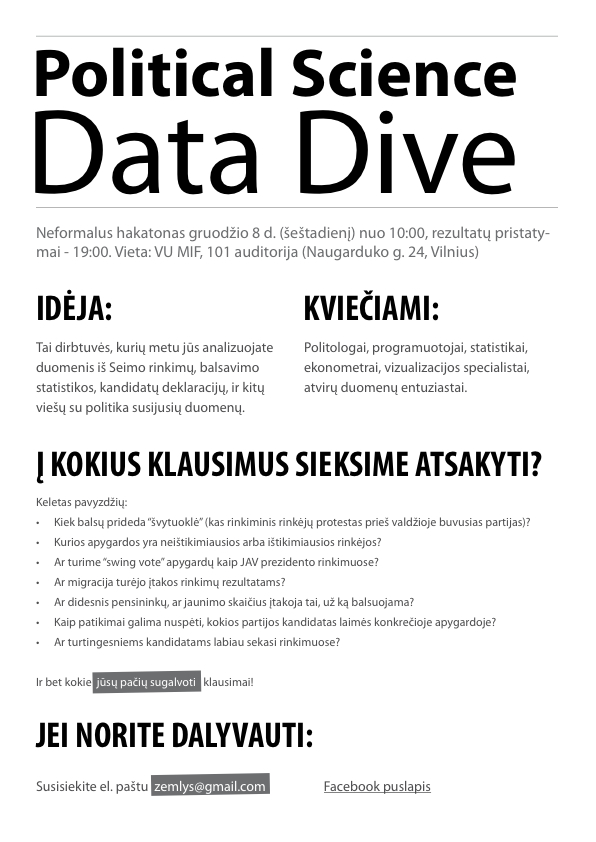 Political Science
Data Dive
Neformalus hakatonas gruodžio 8 d. (šeštadienį) nuo 10:00, rezultatų pristaty-
mai - 19:00. Vieta: VU MIF, 101 auditorija (Naugarduko g. 24, Vilnius)
IDĖJA:
Tai dirbtuvės, kurių metu jūs analizuojate
duomenis iš Seimo rinkimų, balsavimo
statistikos, kandidatų deklaracijų, ir kitų
viešų su politika susijusių duomenų.
KVIEČIAMI:
Politologai, programuotojai, statistikai,
ekonometrai, vizualizacijos specialistai,
atvirų duomenų entuziastai.
Į KOKIUS KLAUSIMUS SIEKSIME ATSAKYTI?
Keletas pavyzdžių:
• Kiek balsų prideda “švytuoklė” (kas rinkiminis rinkėjų protestas prieš valdžioje buvusias partijas)?
• Kurios apygardos yra neištikimiausios arba ištikimiausios rinkėjos?
• Ar turime “swing vote” apygardų kaip JAV prezidento rinkimuose?
• Ar migracija turėjo įtakos rinkimų rezultatams?
• Ar didesnis pensininkų, ar jaunimo skaičius įtakoja tai, už ką balsuojama?
• Kaip patikimai galima nuspėti, kokios partijos kandidatas laimės konkrečioje apygardoje?
• Ar turtingesniems kandidatams labiau sekasi rinkimuose?
Ir bet kokie jūsų pačių sugalvoti klausimai!
JEI NORITE DALYVAUTI:
Susisiekite el. paštu zemlys@gmail.com Facebook puslapis